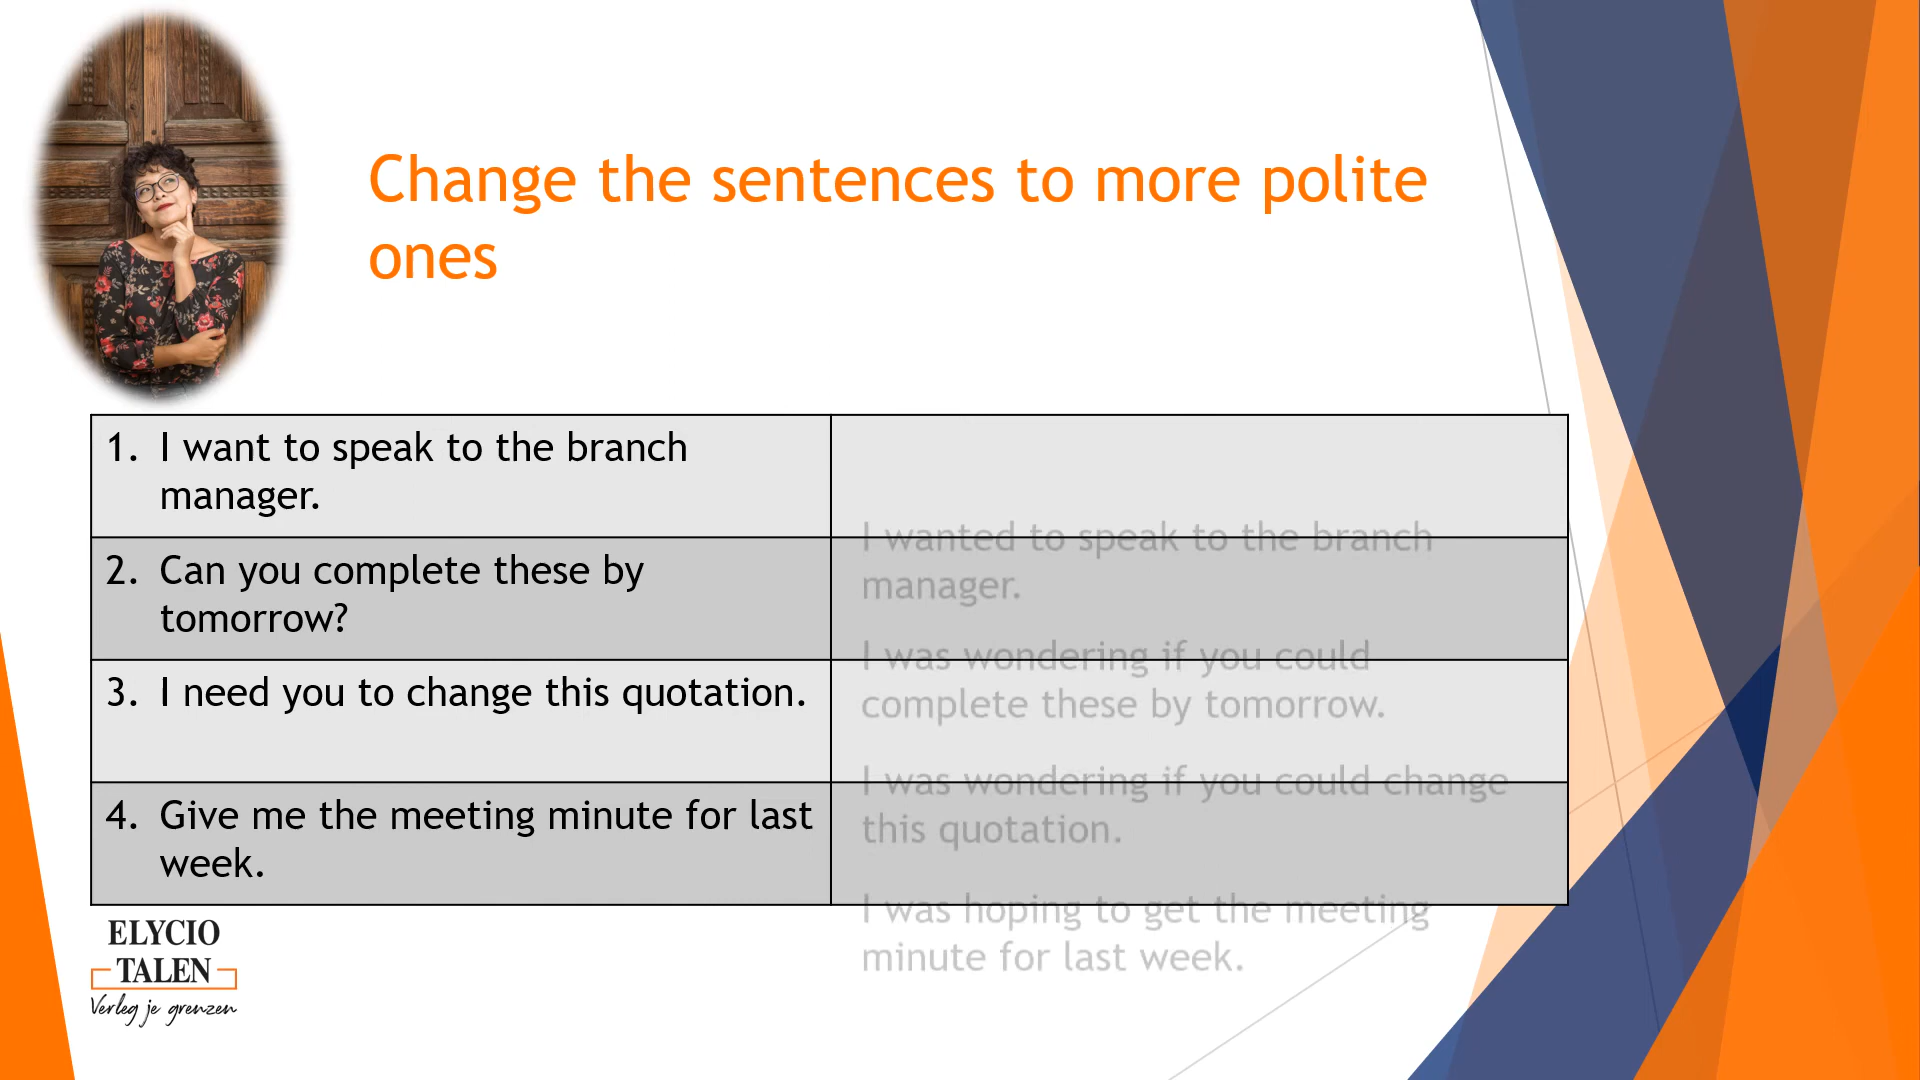 Change the sentences to more polite
ones
1. I want to speak to the branch
manager.
I wanted to speak to the branch
manager.
2. Can you complete these by
tomorrow?
I was wondering if you could
complete these by tomorrow.
3. I need you to change this quotation.
I was wondering if you could change
this quotation.
4. Give me the meeting minute for last
week.
I was hoping to get the meeting
minute for last week.
ELYCIO
TALEN
Verleg je grenzen